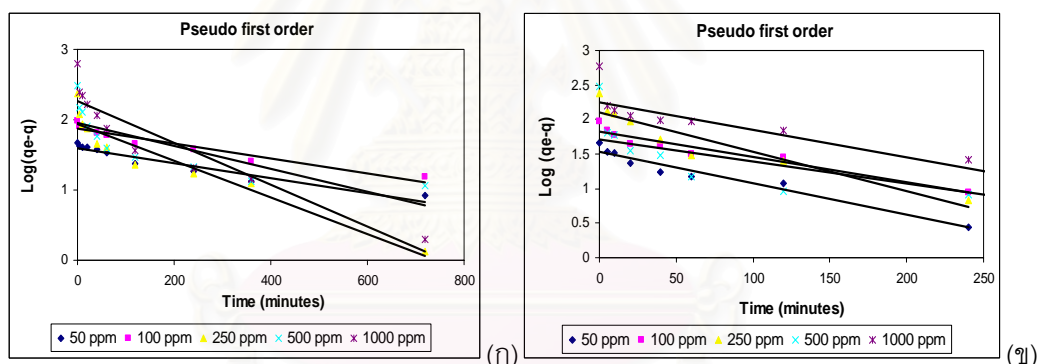 Pseudo first order
3
2
1
0
Log(qe-q)
0 200 400 600 800
Time (minutes)
50 ppm 100 ppm 250 ppm 500 ppm 1000 ppm
(ก)
Pseudo first order
3
2.5
2
1.5
1
0.5
0
Log (qe-q)
0 50 100 150 200 250
Time (minutes)
50 ppm 100 ppm 250 ppm 500 ppm 1000 ppm
(ข)